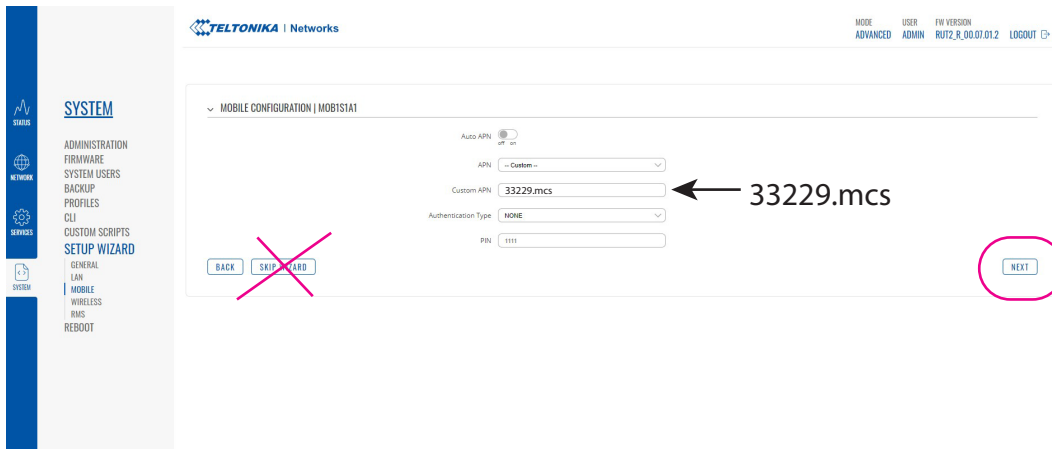 TELTONIKA | Networks
MODE USER FW VERSION
ADVANCED ADMIN RUT2_R_00.07.01.2 LOGOUT
STATUS
NETWORK
SERVICES
SYSTEM
SYSTEM
ADMINISTRATION
FIRMWARE
SYSTEM USERS
BACKUP
PROFILES
CLI
CUSTOM SCRIPTS
SETUP WIZARD
GENERAL
LAN
MOBILE
WIRELESS
RMS
REBOOT
MOBILE CONFIGURATION | MOB1S1A1
Auto APN
off on
APN -- Custom --
Custom APN 33229.mcs
33229.mcs
Authentication Type NONE
PIN 1111
BACK SKIP WIZARD NEXT